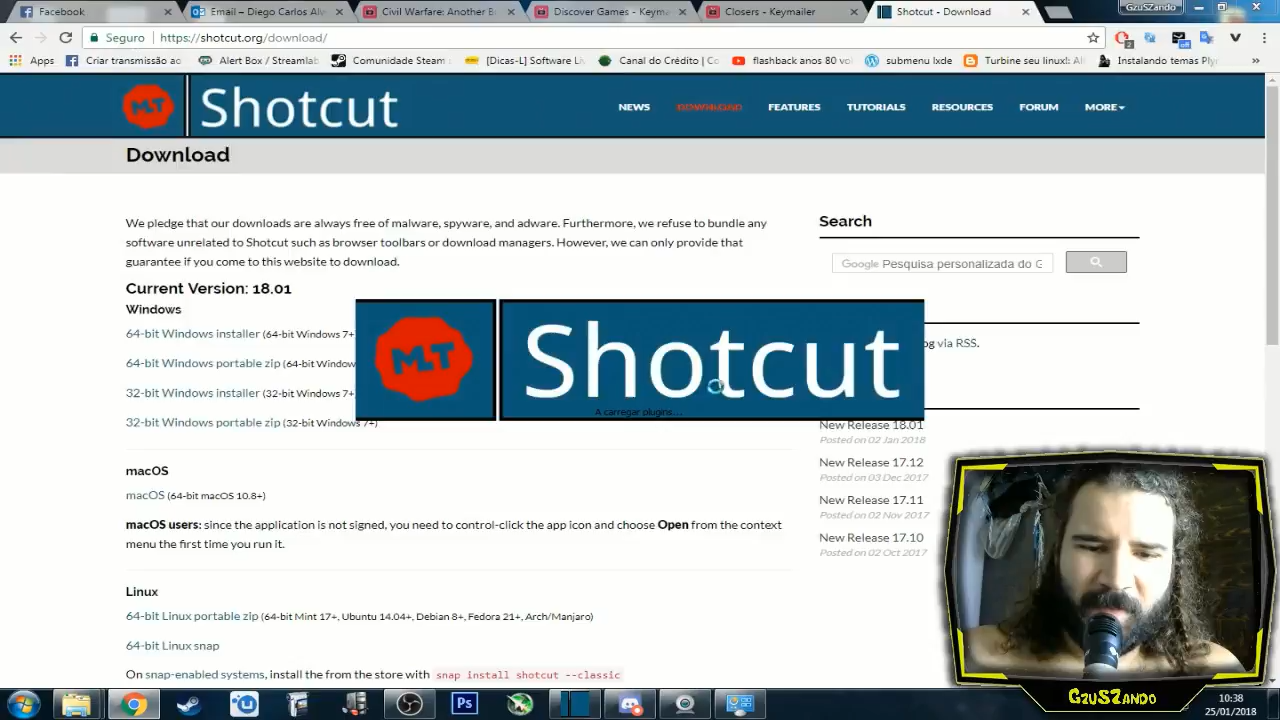 Facebook
Email – Diego Carlos Al
Civil Warfare: Another B
Discover Games - Keym
Closers - Keymailer
Shotcut - Download
GzuSZando
Seguro
https://shotcut.org/download/
Apps
Criar transmissão ao
Alert Box / Streamlab
Comunidade Steam
[Dicas-L] Software Li
Canal do Crédito | Co
flashback anos 80 vol
submenu lxde
Turbine seu linux!: Al
Instalando temas Ply
»
MLT
Shotcut
NEWS
DOWNLOAD
FEATURES
TUTORIALS
RESOURCES
FORUM
MORE
Download
We pledge that our downloads are always free of malware, spyware, and adware. Furthermore, we refuse to bundle any
software unrelated to Shotcut such as browser toolbars or download managers. However, we can only provide that
guarantee if you come to this website to download.
Current Version: 18.01
Windows
64-bit Windows installer (64-bit Windows 7+
64-bit Windows portable zip (64-bit Windo
32-bit Windows installer (32-bit Windows 7+
32-bit Windows portable zip (32-bit Windows 7+)
MLT
Shotcut
A carregar plugins...
macOS
macOS (64-bit macOS 10.8+)
macOS users: since the application is not signed, you need to control-click the app icon and choose Open from the context
menu the first time you run it.
Linux
64-bit Linux portable zip (64-bit Mint 17+, Ubuntu 14.04+, Debian 8+, Fedora 21+, Arch/Manjaro)
64-bit Linux snap
On snap-enabled systems, install the from the store with snap install shotcut --classic
Search
Google Pesquisa personalizada do G
og via RSS.
New Release 18.01
Posted on 02 Jan 2018
New Release 17.12
Posted on 03 Dec 2017
New Release 17.11
Posted on 02 Nov 2017
New Release 17.10
Posted on 02 Oct 2017
GzuSZando
Ps
10:38
25/01/2018